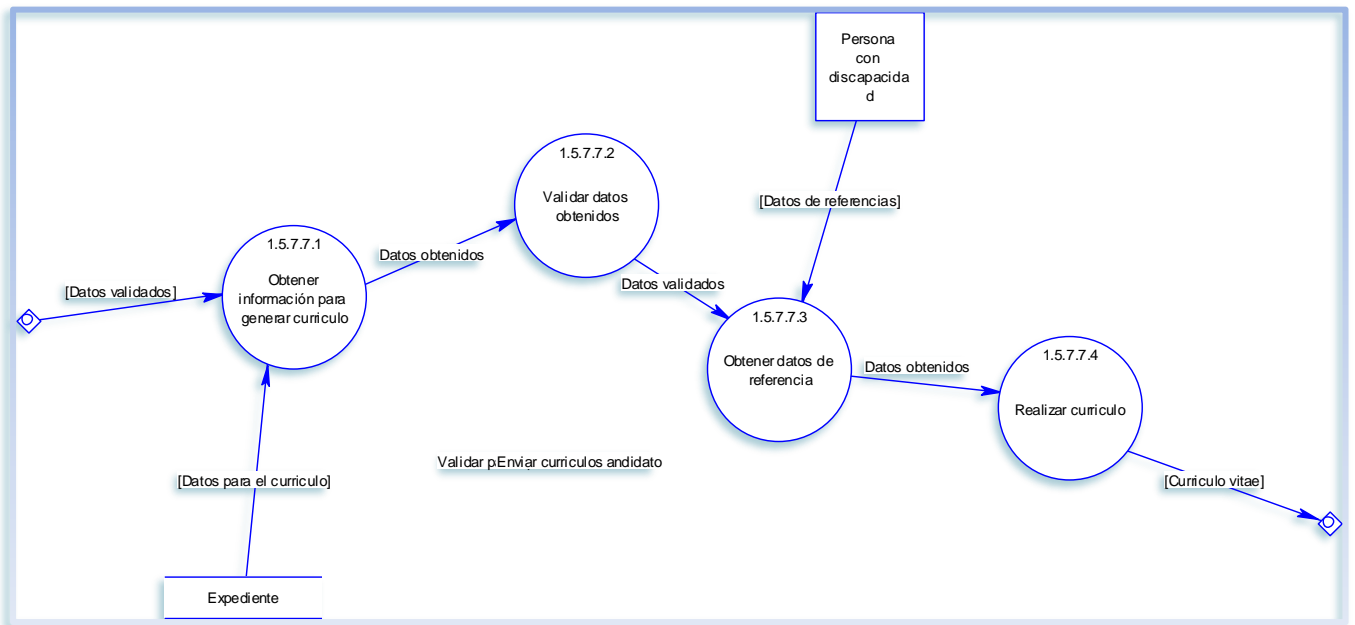 Persona
con
discapacida
d
1.5.7.7.2
Validar datos
obtenidos
[Datos de referencias]
1.5.7.7.1
Obtener
información para
generar curriculo
Datos obtenidos
[Datos validados]
Datos validados
1.5.7.7.3
Obtener datos de
referencia
Datos obtenidos
1.5.7.7.4
Realizar curriculo
Validar pEnviar curriculos andidato
[Datos para el curriculo]
[Curriculo vitae]
Expediente